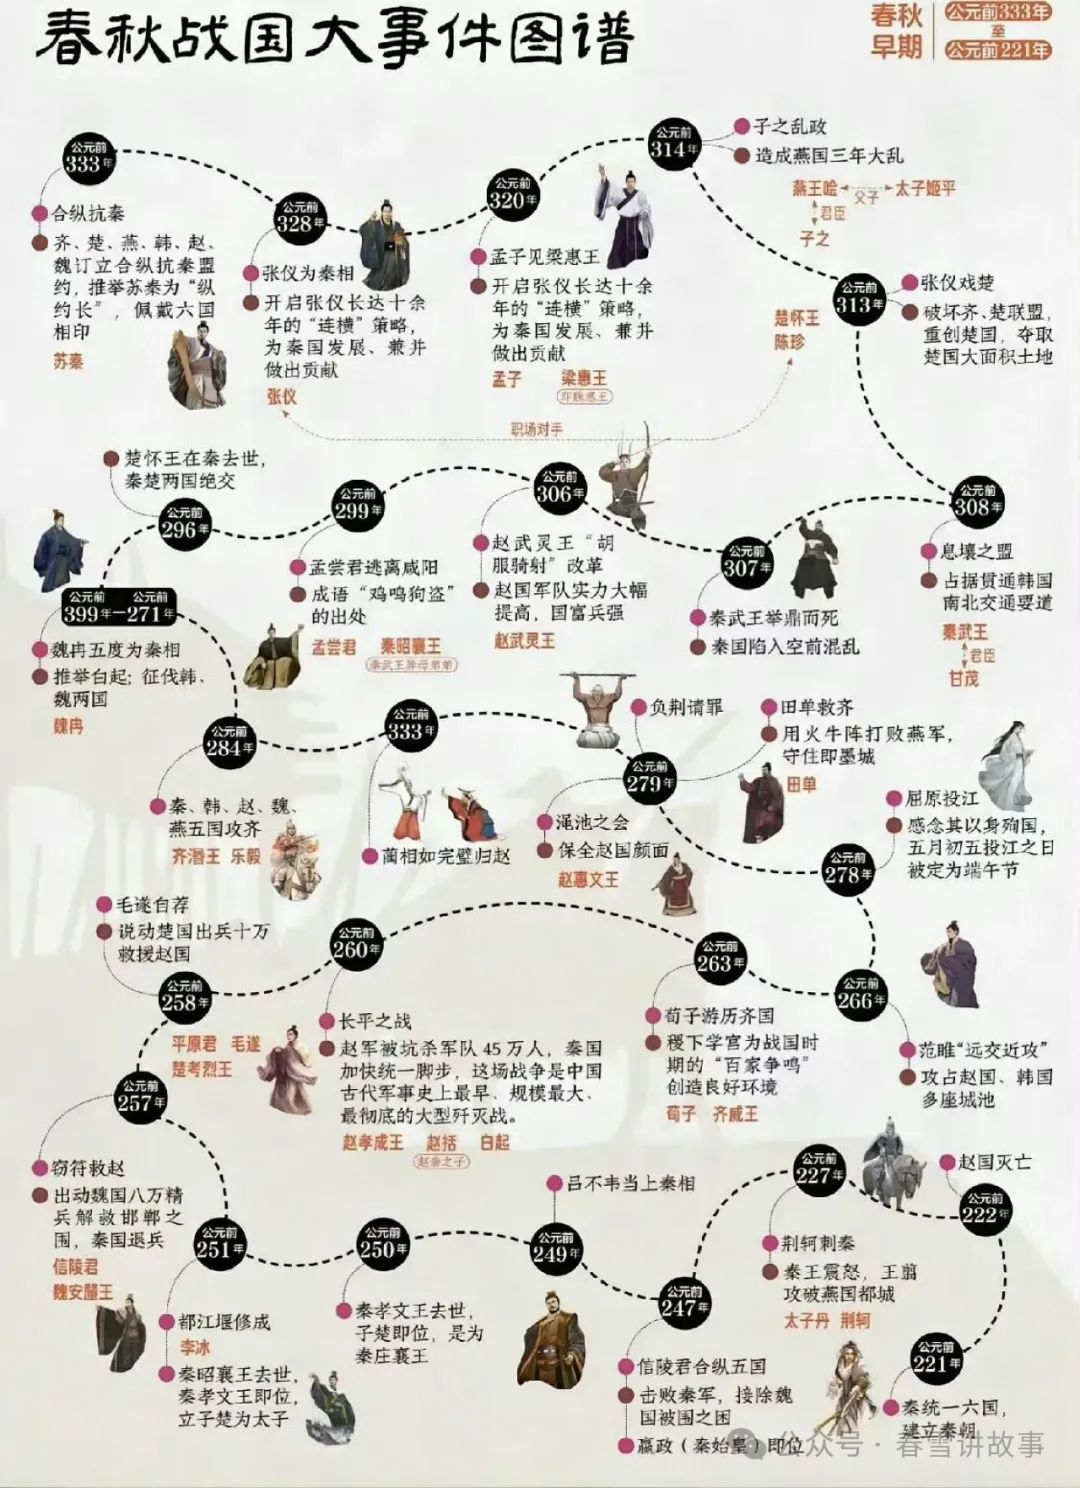 春秋战国大事件图谱
春秋
早期
公元前333年
至
公元前221年
公元前
333年
合纵抗秦
齐、楚、燕、韩、赵、
魏订立合纵抗秦盟
约，推举苏秦为“纵
约长”，佩戴六国
相印
苏秦
公元前
328年
张仪为秦相
开启张仪长达十余
年的“连横”策略，
为秦国发展、兼并
做出贡献
张仪
公元前
320年
孟子见梁惠王
开启张仪长达十余
年的“连横”策略，
为秦国发展、兼并
做出贡献
孟子 梁惠王
公元前
314年
子之乱政
造成燕国三年大乱
燕王哙 父子 太子姬平
君臣
子之
公元前
313年
张仪戏楚
破坏齐、楚联盟，
重创楚国，夺取
楚国大面积土地
楚怀王
陈珍
职场对手
公元前
308年
息壤之盟
占据贯通韩国
南北交通要道
秦武王
君臣
甘茂
公元前
307年
秦武王举鼎而死
秦国陷入空前混乱
公元前
306年
赵武灵王“胡
服骑射”改革
赵国军队实力大幅
提高，国富兵强
赵武灵王
公元前
299年
孟尝君逃离咸阳
成语“鸡鸣狗盗”
的出处
孟尝君 秦昭襄王
秦武王异母弟弟
公元前
296年
楚怀王在秦去世，
秦楚两国绝交
公元前 公元前
399年—271年
魏冉五度为秦相
推举白起；征伐韩、
魏两国
魏冉
公元前
284年
秦、韩、赵、魏、
燕五国攻齐
齐湣王 乐毅
公元前
333年
蔺相如完璧归赵
公元前
279年
负荆请罪
田单救齐
用火牛阵打败燕军，
守住即墨城
田单
渑池之会
保全赵国颜面
赵惠文王
公元前
278年
屈原投江
感念其以身殉国，
五月初五投江之日
被定为端午节
公元前
266年
范睢“远交近攻”
攻占赵国、韩国
多座城池
公元前
263年
荀子游历齐国
稷下学宫为战国时
期的“百家争鸣”
创造良好环境
荀子 齐威王
公元前
260年
长平之战
赵军被坑杀军队45万人，秦国
加快统一脚步，这场战争是中国
古代军事史上最早、规模最大、
最彻底的大型歼灭战。
赵孝成王 赵括 白起
赵奢之子
公元前
258年
毛遂自荐
说动楚国出兵十万
救援赵国
平原君 毛遂
楚考烈王
公元前
257年
窃符救赵
出动魏国八万精
兵解救邯郸之
围，秦国退兵
信陵君
魏安釐王
公元前
251年
都江堰修成
李冰
秦昭襄王去世，
秦孝文王即位，
立子楚为太子
公元前
250年
秦孝文王去世，
子楚即位，是为
秦庄襄王
公元前
249年
吕不韦当上秦相
公元前
247年
信陵君合纵五国
击败秦军，接除魏
国被围之困
嬴政（秦始皇）即位
公元前
227年
荆轲刺秦
秦王震怒，王翦
攻破燕国都城
太子丹 荆轲
公元前
222年
赵国灭亡
公元前
221年
秦统一六国，
建立秦朝
公众号·春雪讲故事